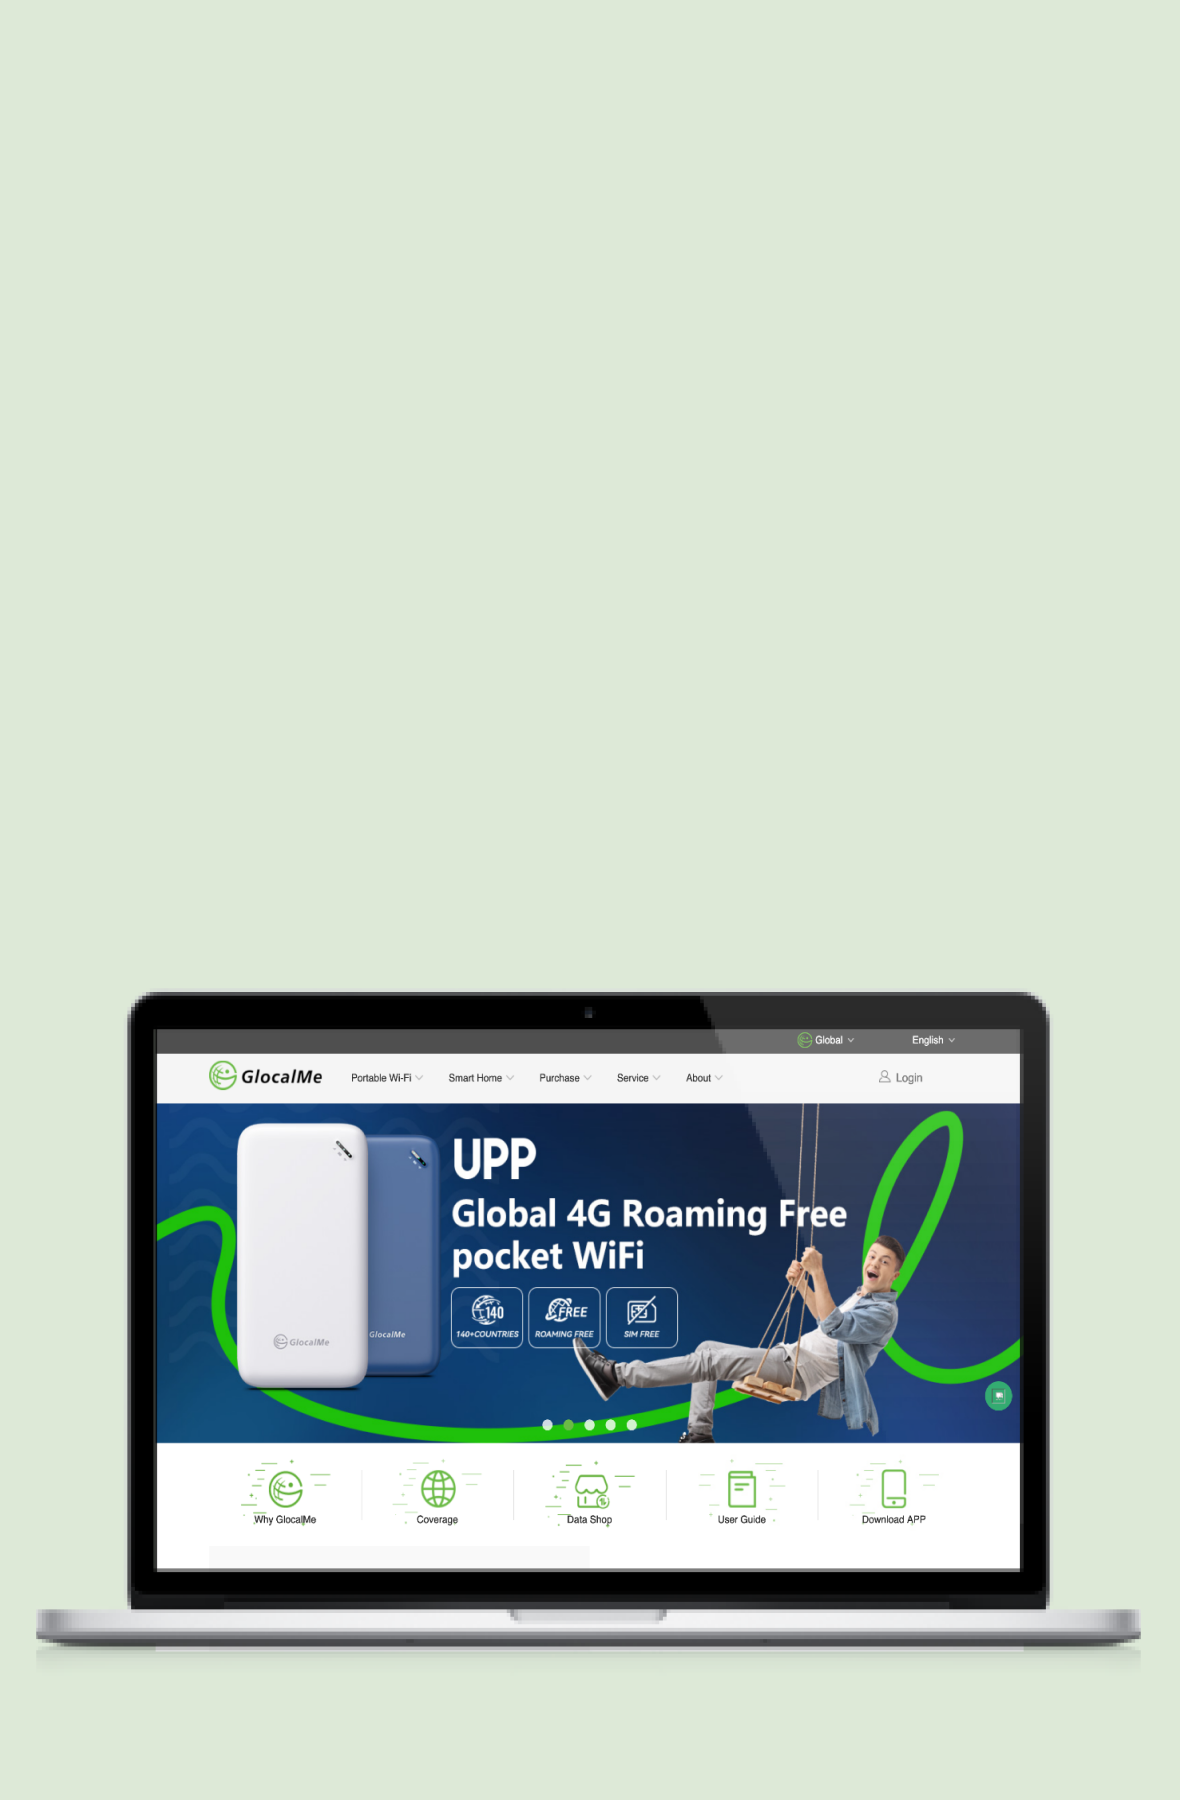 Global
English
GlocalMe
Portable Wi-Fi
Smart Home
Purchase
Service
About
Login
UPP
Global 4G Roaming Free
pocket WiFi
140
140+COUNTRIES
FREE
ROAMING FREE
SIM FREE
GlocalMe
GlocalMe
Why GlocalMe
Coverage
Data Shop
User Guide
Download APP